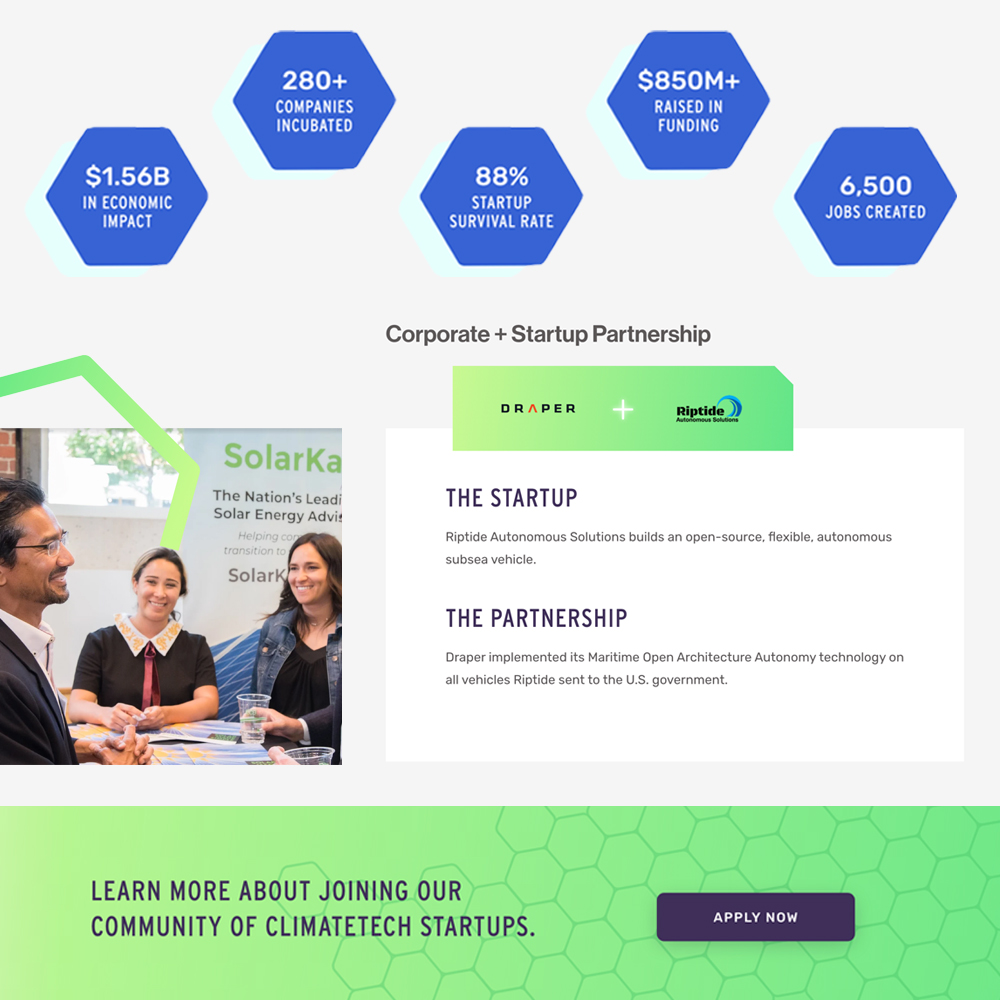 280+
COMPANIES
INCUBATED
$850M+
RAISED IN
FUNDING
$1.56B
IN ECONOMIC
IMPACT
88%
STARTUP
SURVIVAL RATE
6,500
JOBS CREATED
Corporate + Startup Partnership
DRAPER + Riptide
Autonomous Solutions
SolarKa
The Nation's Leadi
Solar Energy Advis
Helping con
transition to
SolarK
THE STARTUP
Riptide Autonomous Solutions builds an open-source, flexible, autonomous
subsea vehicle.
THE PARTNERSHIP
Draper implemented its Maritime Open Architecture Autonomy technology on
all vehicles Riptide sent to the U.S. government.
LEARN MORE ABOUT JOINING OUR
COMMUNITY OF CLIMATETECH STARTUPS.
APPLY NOW